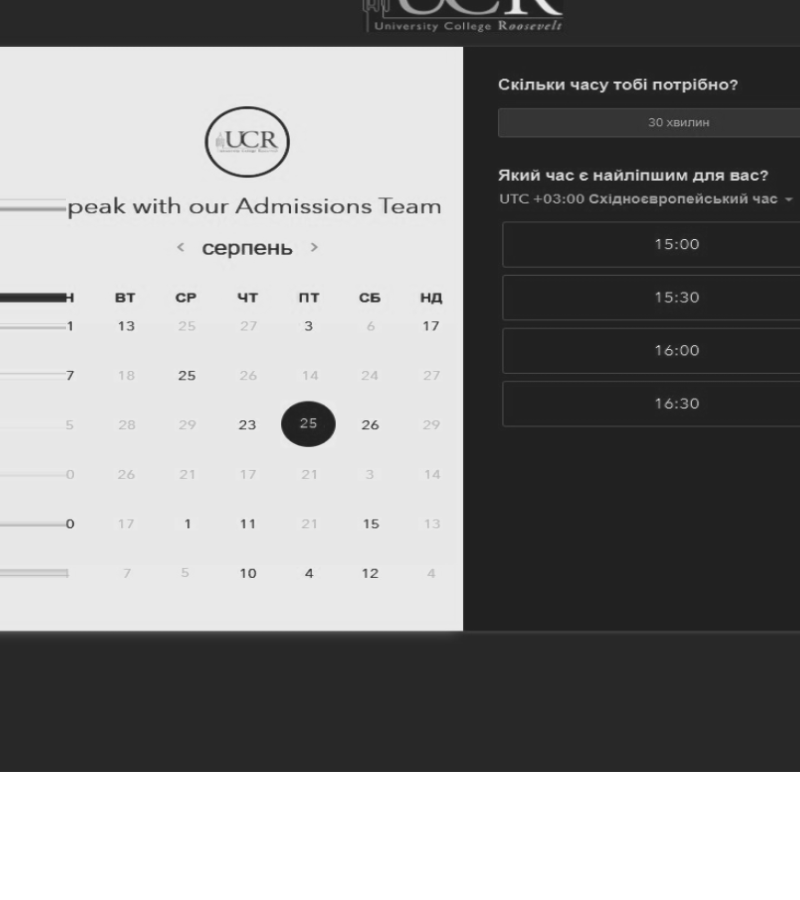 UCR
University College Roosevelt
UCR
peak with our Admissions Team
< серпень >
Н ВТ СР ЧТ ПТ СБ НД
1 13 25 27 3 6 17
7 18 25 26 14 24 27
5 28 29 23 25 26 29
0 26 21 17 21 3 14
0 17 1 11 21 15 13
7 5 10 4 12 4
Скільки часу тобі потрібно?
30 хвилин
Який час є найліпшим для вас?
UTC +03:00 Східноєвропейський час
15:00
15:30
16:00
16:30